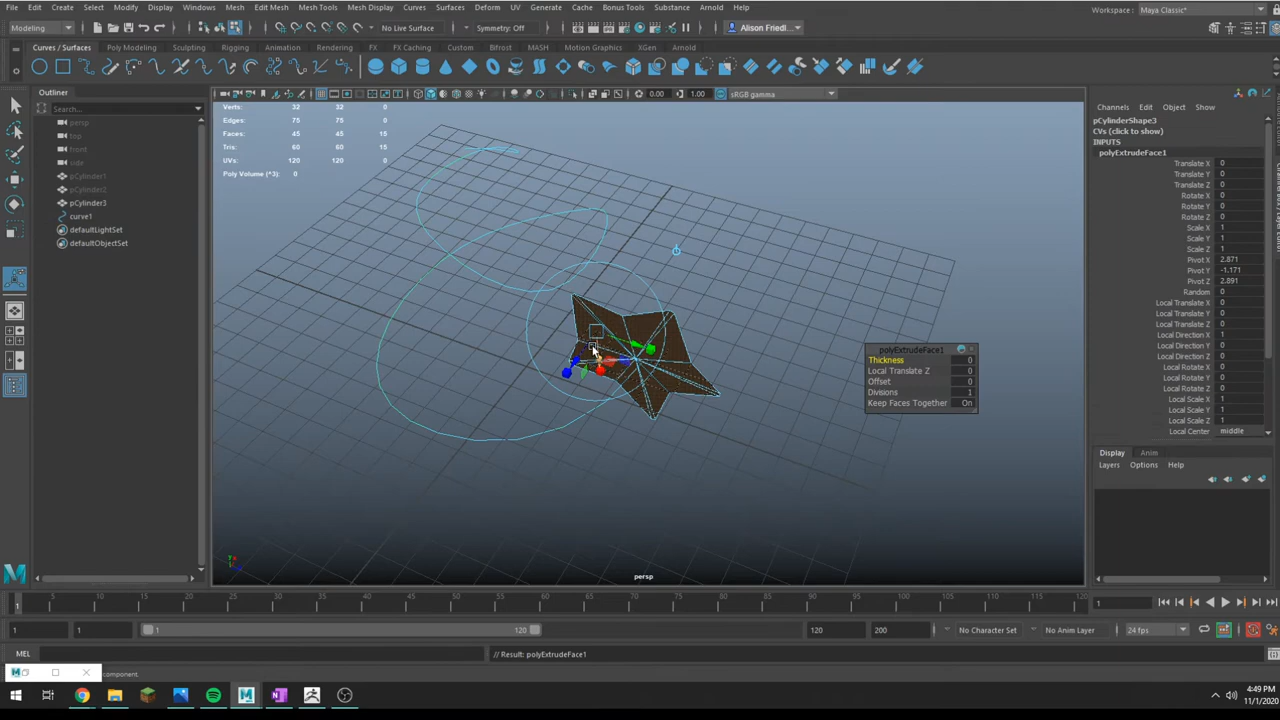 File Edit Create Select Modify Display Windows Mesh Edit Mesh Mesh Tools Mesh Display Curves Surfaces Deform UV Generate Cache Bonus Tools Substance Arnold Help
Workspace : Maya Classic*
Modeling No Live Surface Symmetry: Off Alison Friedl...
Curves / Surfaces Poly Modeling Sculpting Rigging Animation Rendering FX FX Caching Custom Bifrost MASH Motion Graphics XGen Arnold
Outliner
Search...
0.00 1.00 sRGB gamma
Channels Edit Object Show
persp
top
front
side
pCylinder1
pCylinder2
pCylinder3
curve1
defaultLightSet
defaultObjectSet
Verts: 32 32 0
Edges: 75 75 0
Faces: 45 45 15
Tris: 60 60 15
UVs: 120 120 0
Poly Volume (*3): 0
polyExtrudeFace1
Thickness 0
Local Translate Z 0
Offset 0
Divisions 1
Keep Faces Together On
persp
pCylinderShape3
CVs (click to show)
INPUTS
polyExtrudeFace1
Translate X 0
Translate Y 0
Translate Z 0
Rotate X 0
Rotate Y 0
Rotate Z 0
Scale X 1
Scale Y 1
Scale Z 1
Pivot X 2.871
Pivot Y -1.171
Pivot Z 2.891
Random 0
Local Translate X 0
Local Translate Y 0
Local Translate Z 0
Local Direction X 1
Local Direction Y 0
Local Direction Z 0
Local Rotate X 0
Local Rotate Y 0
Local Rotate Z 0
Local Scale X 1
Local Scale Y 1
Local Scale Z 1
Local Center middle
Display Anim
Layers Options Help
5 10 15 20 25 30 35 40 45 50 55 60 65 70 75 80 85 90 95 100 105 110 115 120
1 1
1 1 1 120 120 200 No Character Set No Anim Layer 24 fps
MEL // Result: polyExtrudeFace1
component.
4:49 PM
11/1/2020